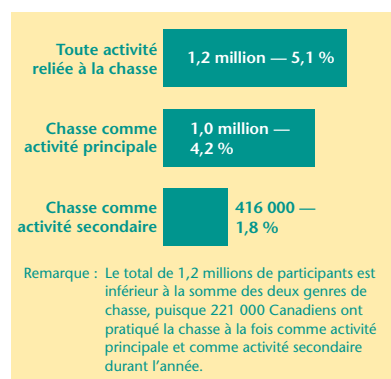 Toute activité
reliée à la chasse
1,2 million — 5,1 %
Chasse comme
activité principale
1,0 million —
4,2 %
Chasse comme
activité secondaire
416 000 —
1,8 %
Remarque : Le total de 1,2 millions de participants est
inférieur à la somme des deux genres de
chasse, puisque 221 000 Canadiens ont
pratiqué la chasse à la fois comme activité
principale et comme activité secondaire
durant l’année.